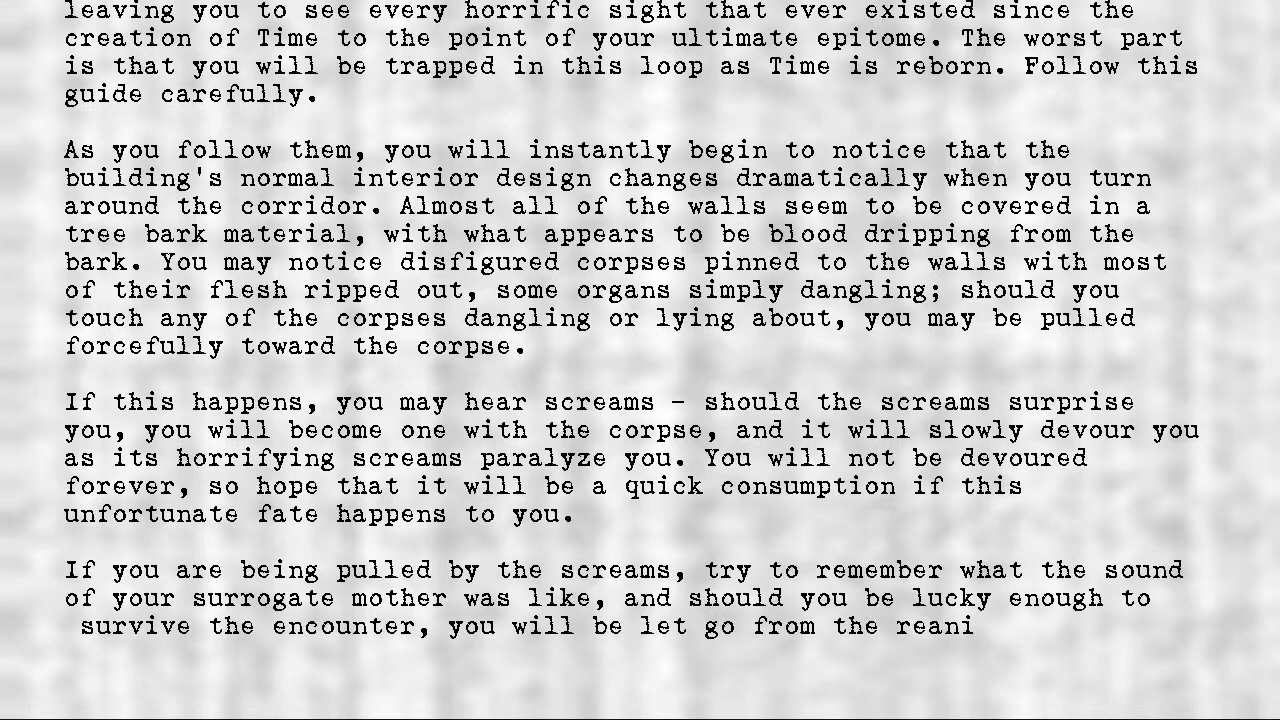 leaving you to see every horrific sight that ever existed since the
creation of Time to the point of your ultimate epitome. The worst part
is that you will be trapped in this loop as Time is reborn. Follow this
guide carefully.
As you follow them, you will instantly begin to notice that the
building's normal interior design changes dramatically when you turn
around the corridor. Almost all of the walls seem to be covered in a
tree bark material, with what appears to be blood dripping from the
bark. You may notice disfigured corpses pinned to the walls with most
of their flesh ripped out, some organs simply dangling; should you
touch any of the corpses dangling or lying about, you may be pulled
forcefully toward the corpse.
If this happens, you may hear screams - should the screams surprise
you, you will become one with the corpse, and it will slowly devour you
as its horrifying screams paralyze you. You will not be devoured
forever, so hope that it will be a quick consumption if this
unfortunate fate happens to you.
If you are being pulled by the screams, try to remember what the sound
of your surrogate mother was like, and should you be lucky enough to
survive the encounter, you will be let go from the reani